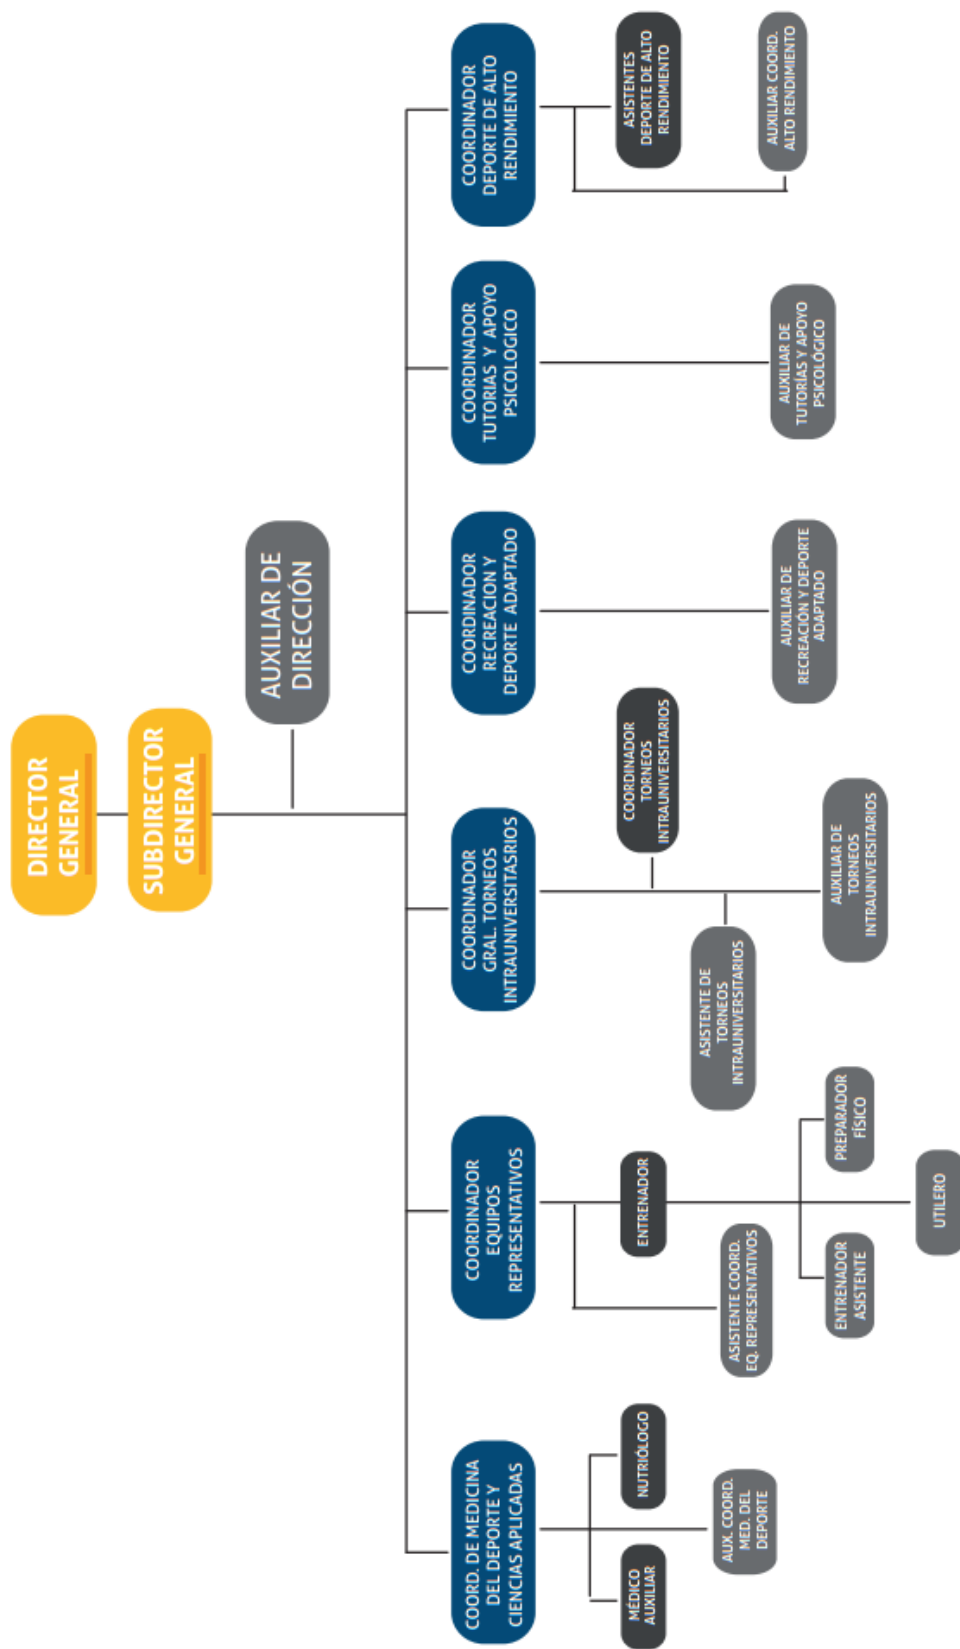 DIRECTOR
GENERAL
SUBDIRECTOR
GENERAL
AUXILIAR DE
DIRECCIÓN
COORD. DE MEDICINA
DEL DEPORTE Y
CIENCIAS APLICADAS
COORDINADOR
EQUIPOS
REPRESENTATIVOS
COORDINADOR
GRAL. TORNEOS
INTRAUNIVERSITASRIOS
COORDINADOR
RECREACION Y
DEPORTE ADAPTADO
COORDINADOR
TUTORIAS Y APOYO
PSICOLOGICO
COORDINADOR
DEPORTE DE ALTO
RENDIMIENTO
MÉDICO
AUXILIAR
NUTRIÓLOGO
AUX. COORD.
MED. DEL
DEPORTE
ENTRENADOR
ASISTENTE COORD.
EQ. REPRESENTATIVOS
ENTRENADOR
ASISTENTE
PREPARADOR
FÍSICO
UTILERO
COORDINADOR
TORNEOS
INTRAUNIVERSITARIOS
ASISTENTE DE
TORNEOS
INTRAUNIVERSITARIOS
AUXILIAR DE
TORNEOS
INTRAUNIVERSITARIOS
AUXILIAR DE
RECREACIÓN Y DEPORTE
ADAPTADO
AUXILIAR DE
TUTORÍAS Y APOYO
PSICOLÓGICO
ASISTENTES
DEPORTE DE ALTO
RENDIMIENTO
AUXILIAR COORD.
ALTO RENDIMIENTO